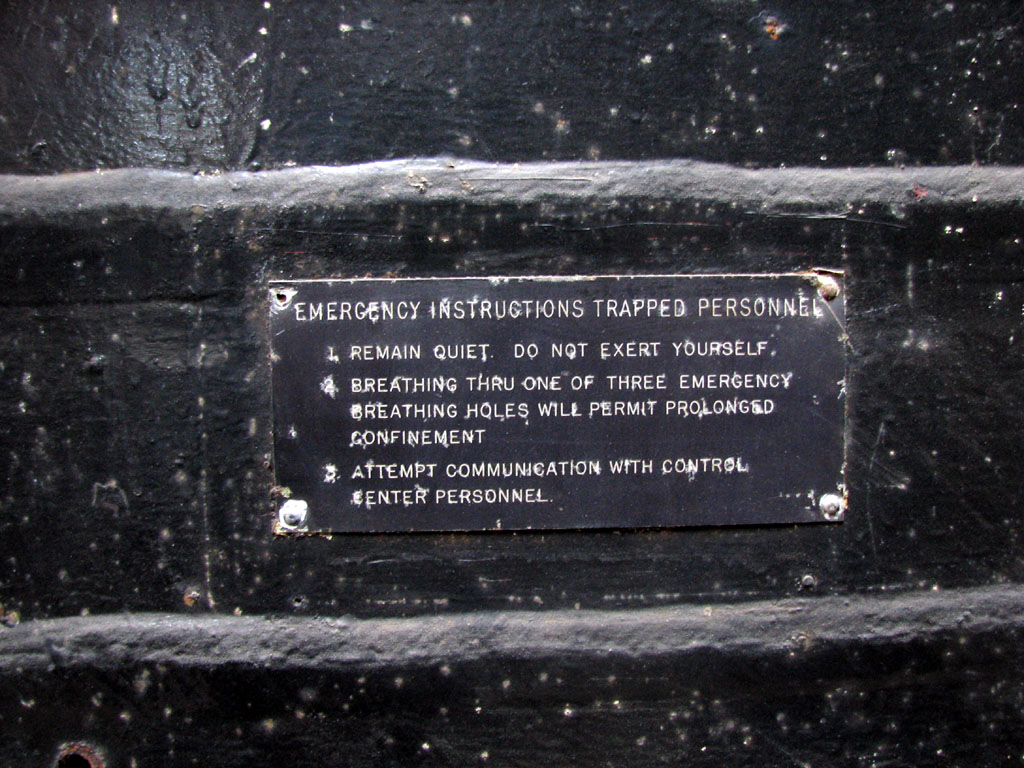 EMERGENCY INSTRUCTIONS TRAPPED PERSONNEL
1. REMAIN QUIET. DO NOT EXERT YOURSELF.
2. BREATHING THRU ONE OF THREE EMERGENCY
BREATHING HOLES WILL PERMIT PROLONGED
CONFINEMENT
3. ATTEMPT COMMUNICATION WITH CONTROL
CENTER PERSONNEL.